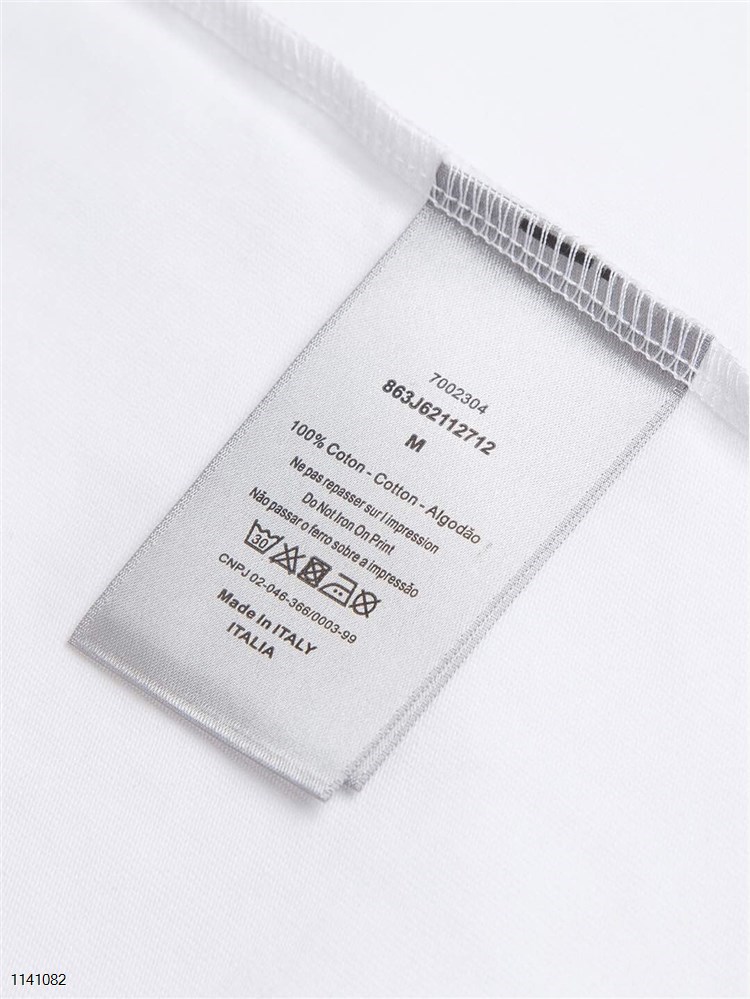 7002304
863J62112712
M
100% Coton - Cotton - Algodão
Ne pas repasser sur l impression
Do Not Iron On Print
Não passar o ferro sobre a impressão
30
CNPJ 02-046-366/0003-99
Made In ITALY
ITALIA
1141082